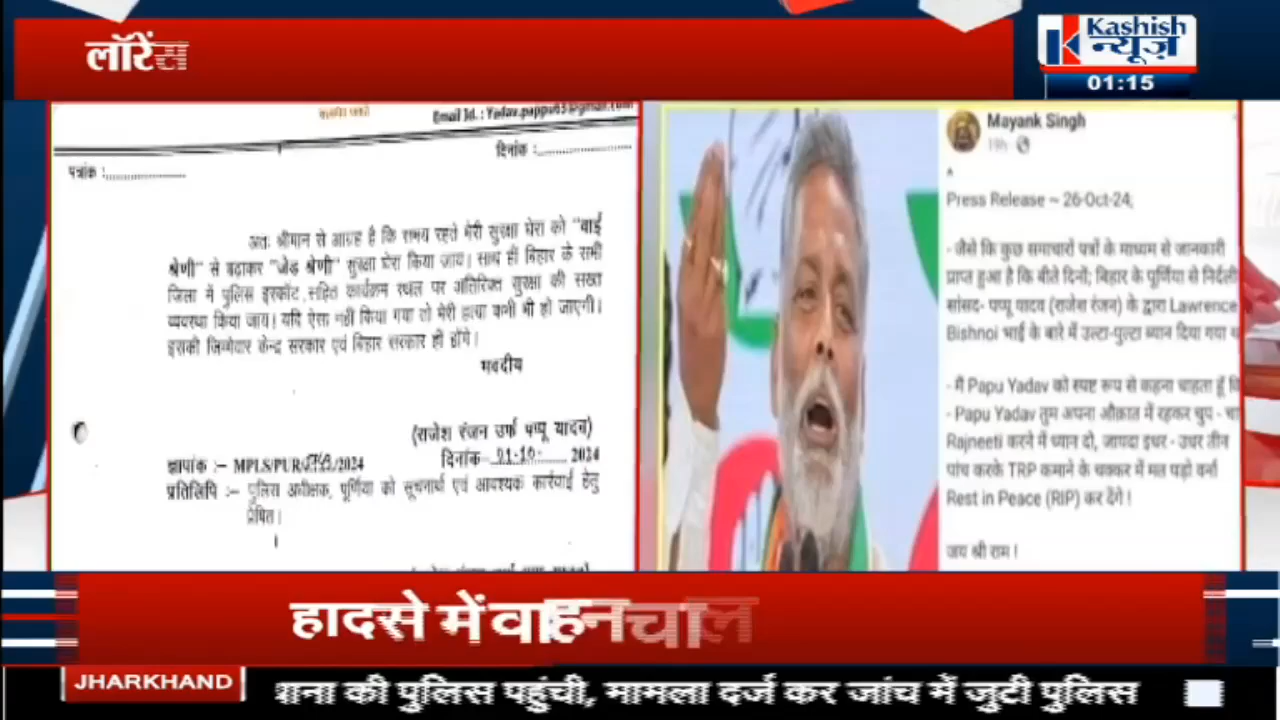 लॉरेंस
Kashish
न्यूज़
01:15
Email Id. : Yadav.pappu63@gmail.com
पत्रांक :
दिनांक :
अतः श्रीमान से आग्रह है कि समय रहते मेरी सुरक्षा घेरा को "वाई
श्रेणी" से बढ़ाकर "जेड श्रेणी" सुरक्षा घेरा किया जाय। साथ ही बिहार के सभी
जिला में पुलिस इस्कॉट, सहित कार्यक्रम स्थल पर अतिरिक्त सुरक्षा की सख्त
व्यवस्था किया जाय। यदि ऐसा नहीं किया गया तो मेरी हत्या कभी भी हो जाएगी।
इसकी जिम्मेवार केन्द्र सरकार एवं बिहार सरकार ही होंगे।
भवदीय
(राजेश रंजन उर्फ पप्पू यादव)
ज्ञापांक :- MPLS/PUR/ /2024
दिनांक 21-10- 2024
प्रतिलिपि :- पुलिस अधीक्षक, पूर्णिया को सूचनार्थ एवं आवश्यक कार्रवाई हेतु
प्रेषित।
Mayank Singh
19h
Press Release ~ 26-Oct-24;
- जैसे कि कुछ समाचारों पत्रों के माध्यम से जानकारी
प्राप्त हुआ है कि बीते दिनों; बिहार के पूर्णिया से निर्दली
सांसद- पप्पू यादव (राजेश रंजन) के द्वारा Lawrence
Bishnoi भाई के बारे में उल्टा-पुल्टा ब्यान दिया गया थ
- मैं Papu Yadav को स्पष्ट रूप से कहना चाहता हूँ कि
- Papu Yadav तुम अपना औक़ात में रहकर चुप - चा
Rajneeti करने में ध्यान दो, जायदा इधर - उधर तीन
पांच करके TRP कमाने के चक्कर में मत पड़ो वर्ना
Rest in Peace (RIP) कर देंगे !
जय श्री राम !
हादसे में वाहन चाल
JHARKHAND
थाना की पुलिस पहुंची, मामला दर्ज कर जांच में जुटी पुलिस